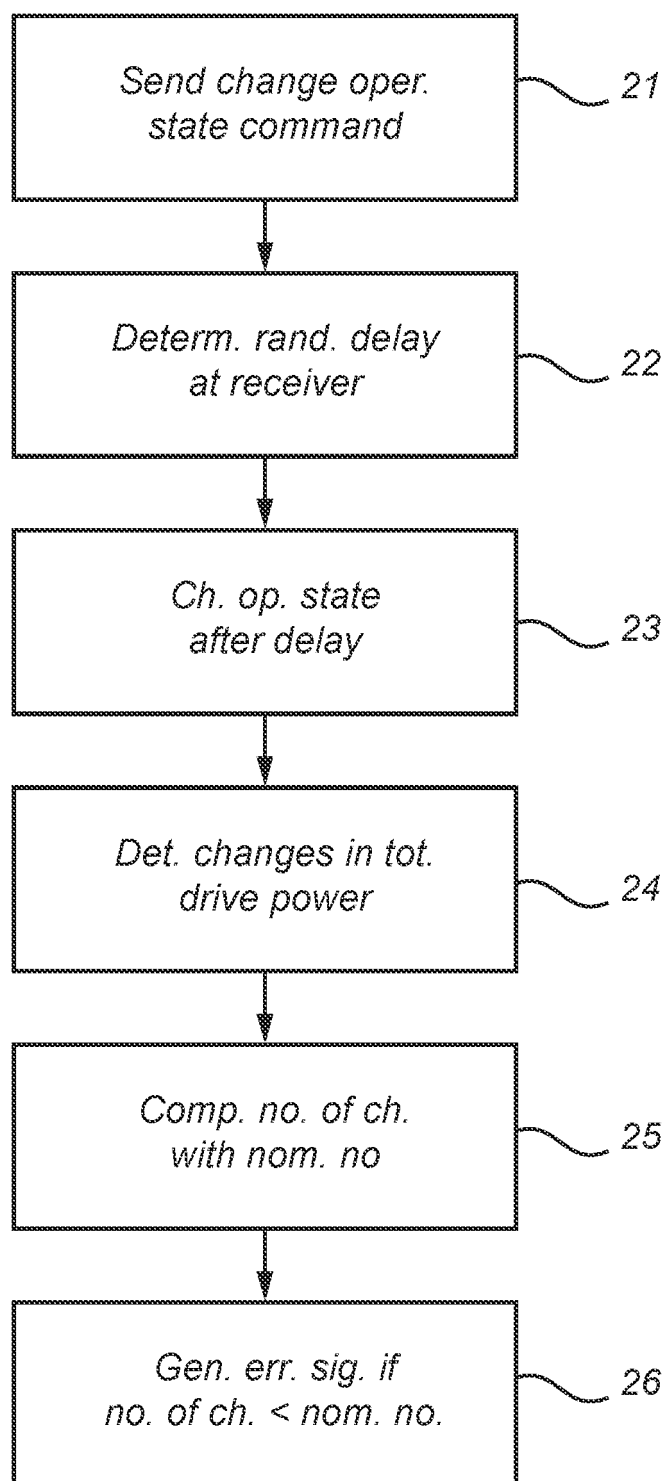 Send change oper.
state command
21
Determ. rand. delay
at receiver
22
Ch. op. state
after delay
23
Det. changes in tot.
drive power
24
Comp. no. of ch.
with nom. no
25
Gen. err. sig. if
no. of ch. < nom. no.
26